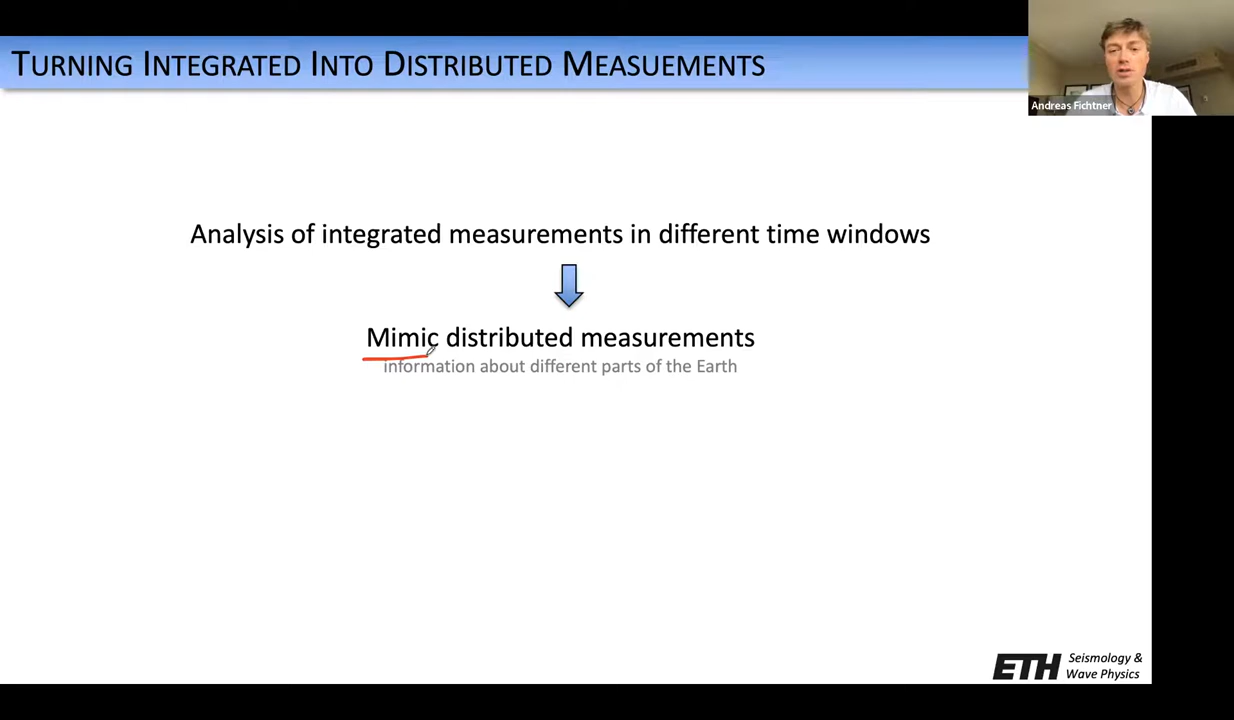 TURNING INTEGRATED INTO DISTRIBUTED MEASUEMENTS
Andreas Fichtner
Analysis of integrated measurements in different time windows
Mimic distributed measurements
information about different parts of the Earth
ETH Seismology &
Wave Physics